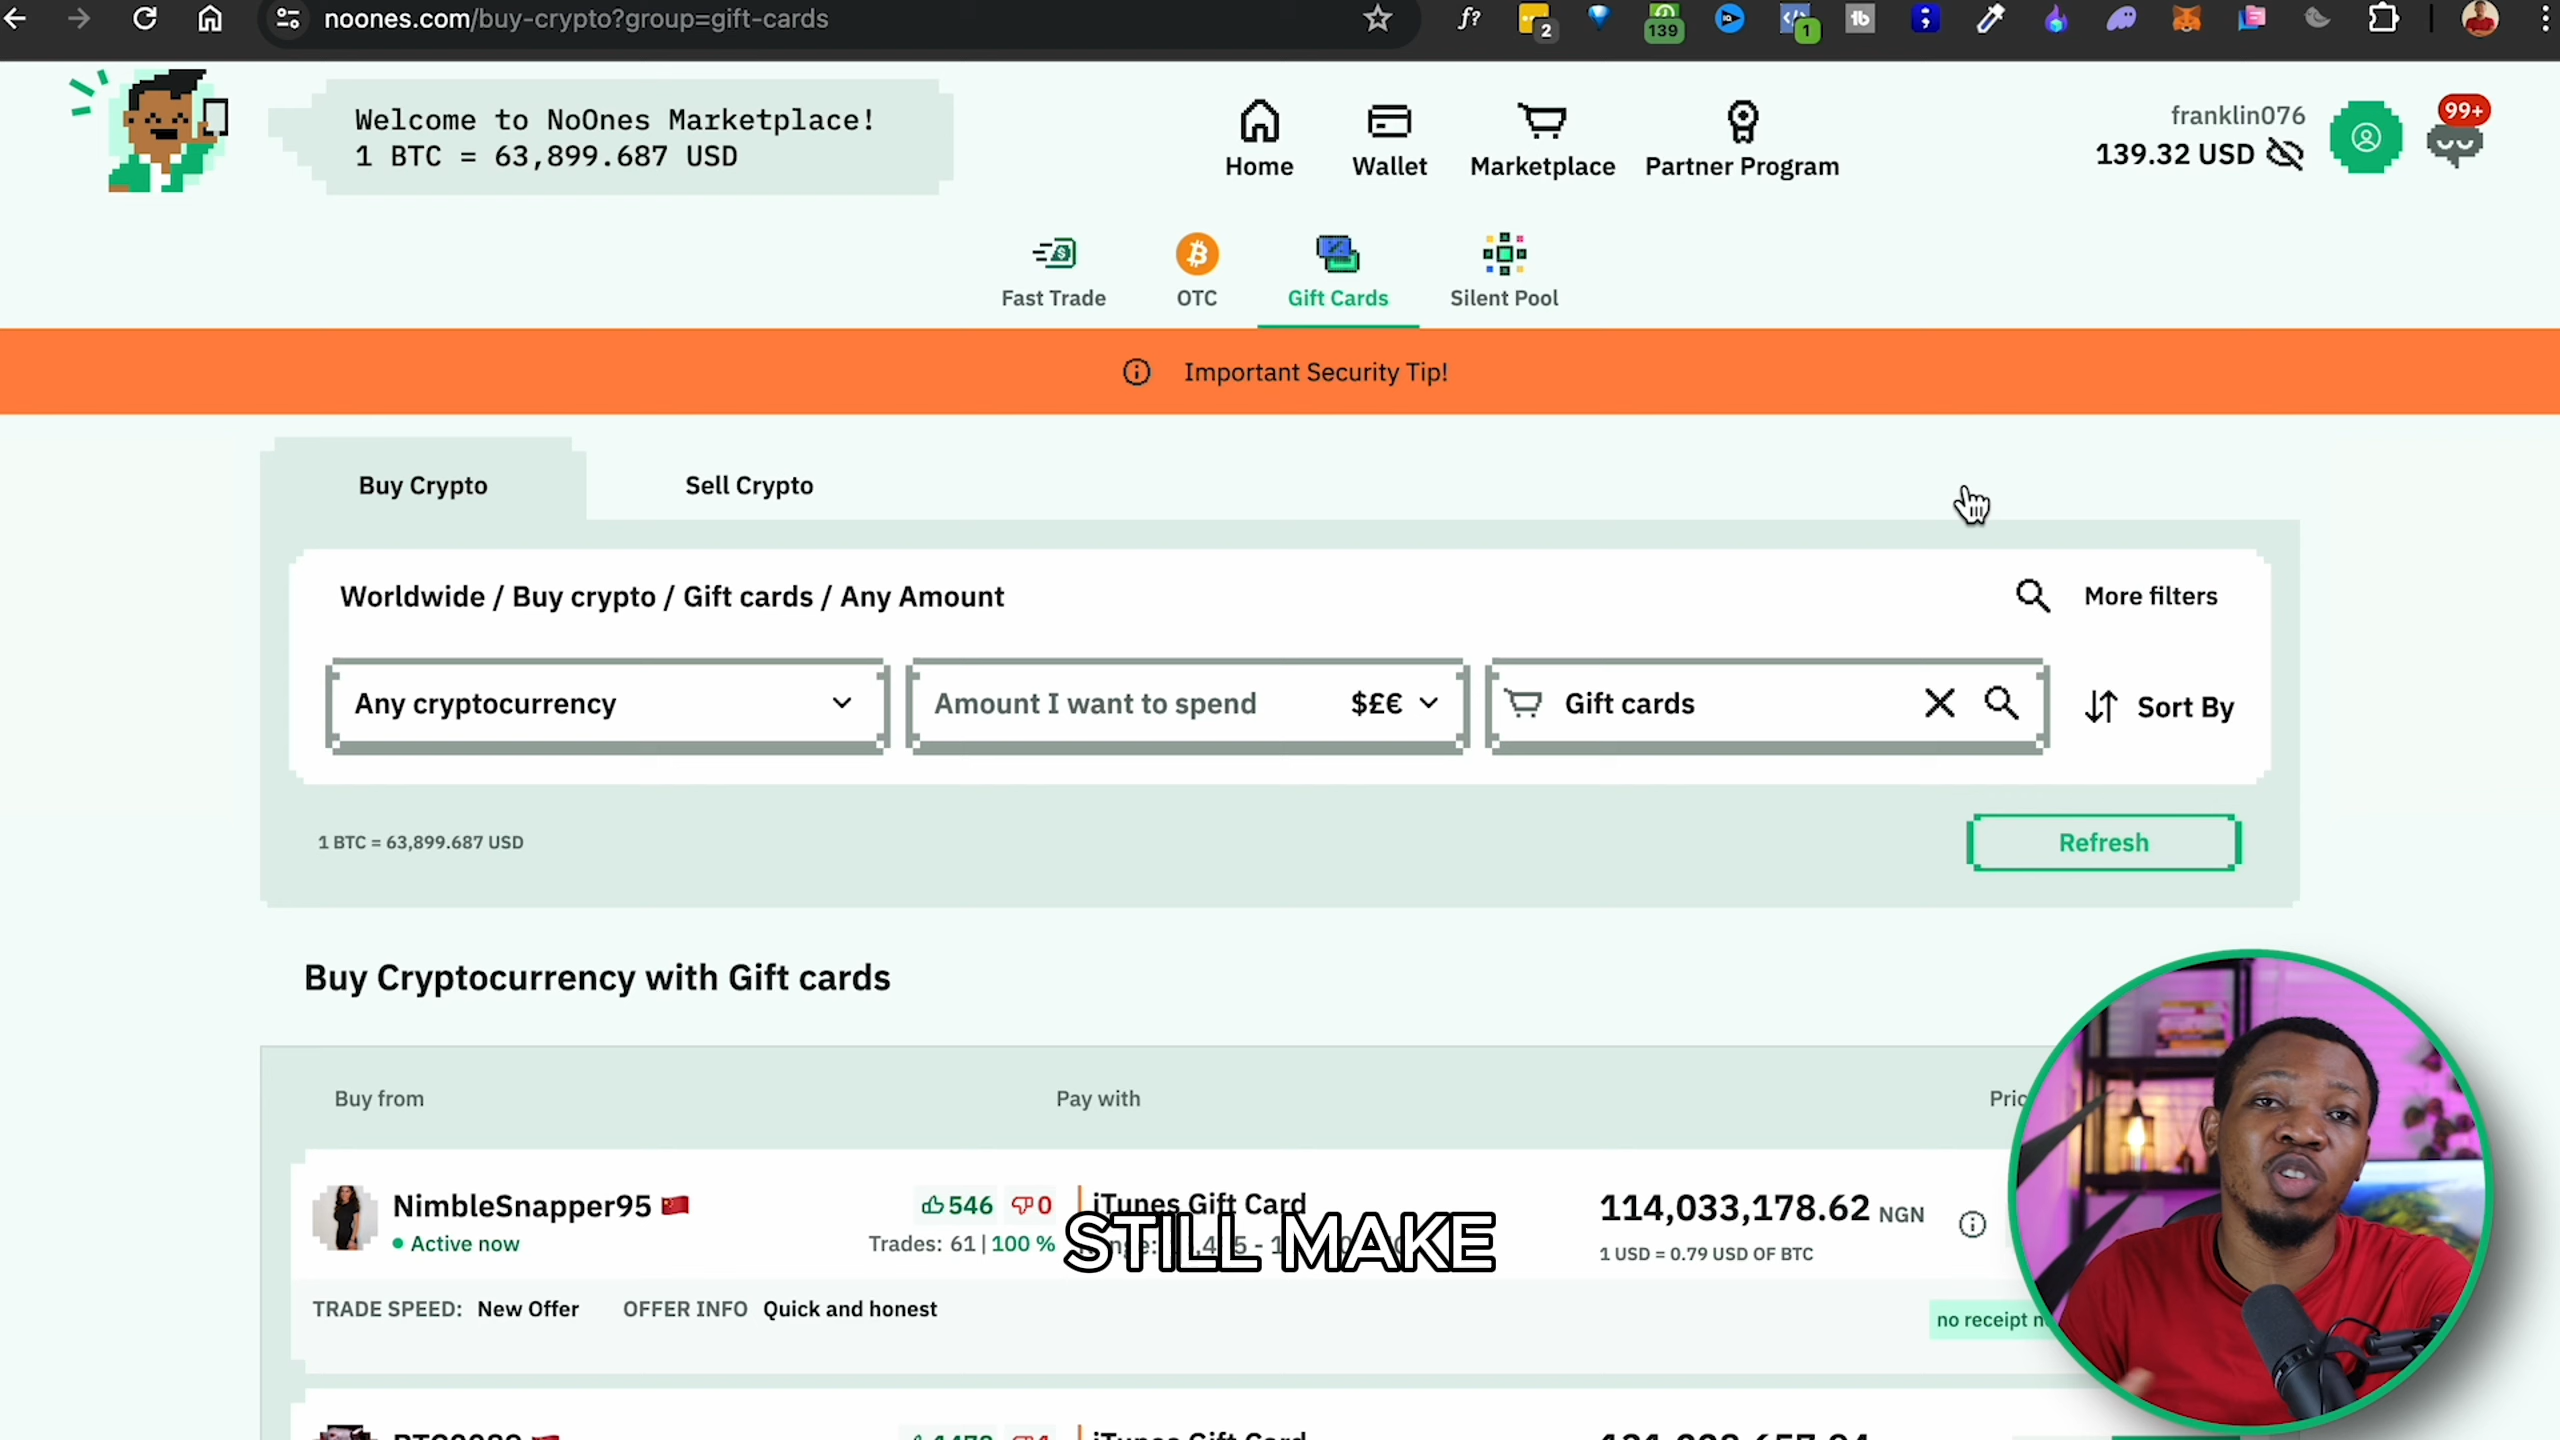 noones.com/buy-crypto?group=gift-cards
f?
2
139
1
Welcome to NoOnes Marketplace!
1 BTC = 63,899.687 USD
Home
Wallet
Marketplace
Partner Program
franklin076
139.32 USD
99+
Fast Trade
OTC
Gift Cards
Silent Pool
Important Security Tip!
Buy Crypto
Sell Crypto
Worldwide / Buy crypto / Gift cards / Any Amount
More filters
Any cryptocurrency
Amount I want to spend
$£€
Gift cards
Sort By
1 BTC = 63,899.687 USD
Refresh
Buy Cryptocurrency with Gift cards
Buy from
Pay with
NimbleSnapper95
546
0
iTunes Gift Card
114,033,178.62 NGN
Active now
Trades: 61 | 100 %
STILL MAKE
1 USD = 0.79 USD OF BTC
TRADE SPEED: New Offer
OFFER INFO Quick and honest
no receipt
iTunes Gift Card